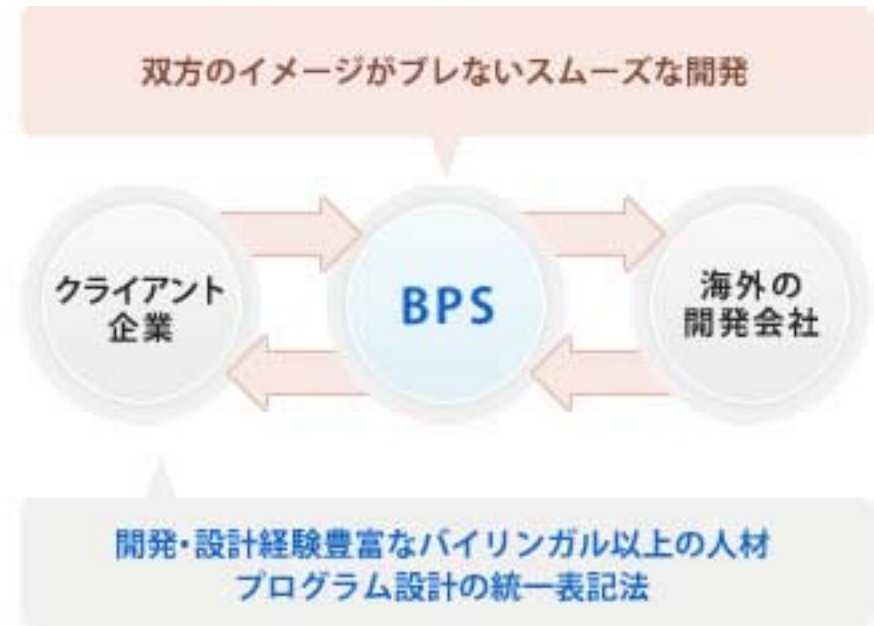 双方のイメージがブレないスムーズな開発
クライアント
企業
BPS
海外の
開発会社
開発・設計経験豊富なバイリンガル以上の人材
プログラム設計の統一表記法